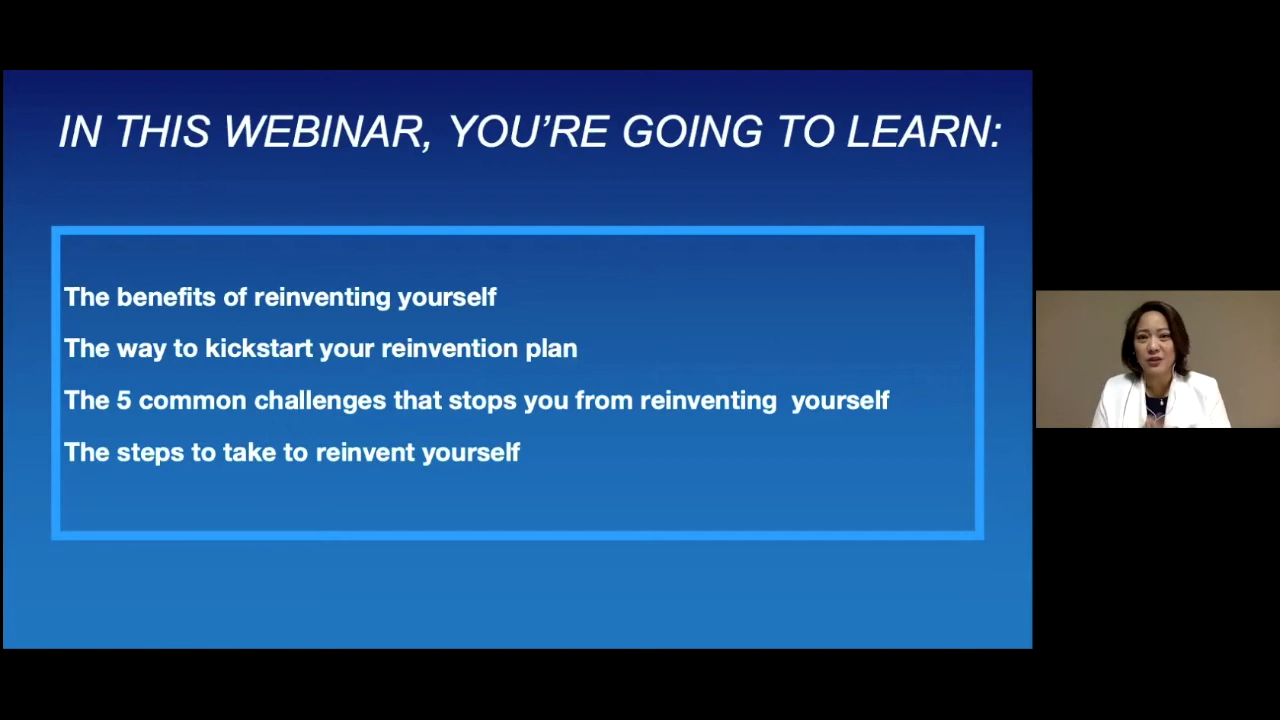 IN THIS WEBINAR, YOU’RE GOING TO LEARN:
The benefits of reinventing yourself
The way to kickstart your reinvention plan
The 5 common challenges that stops you from reinventing  yourself
The steps to take to reinvent yourself